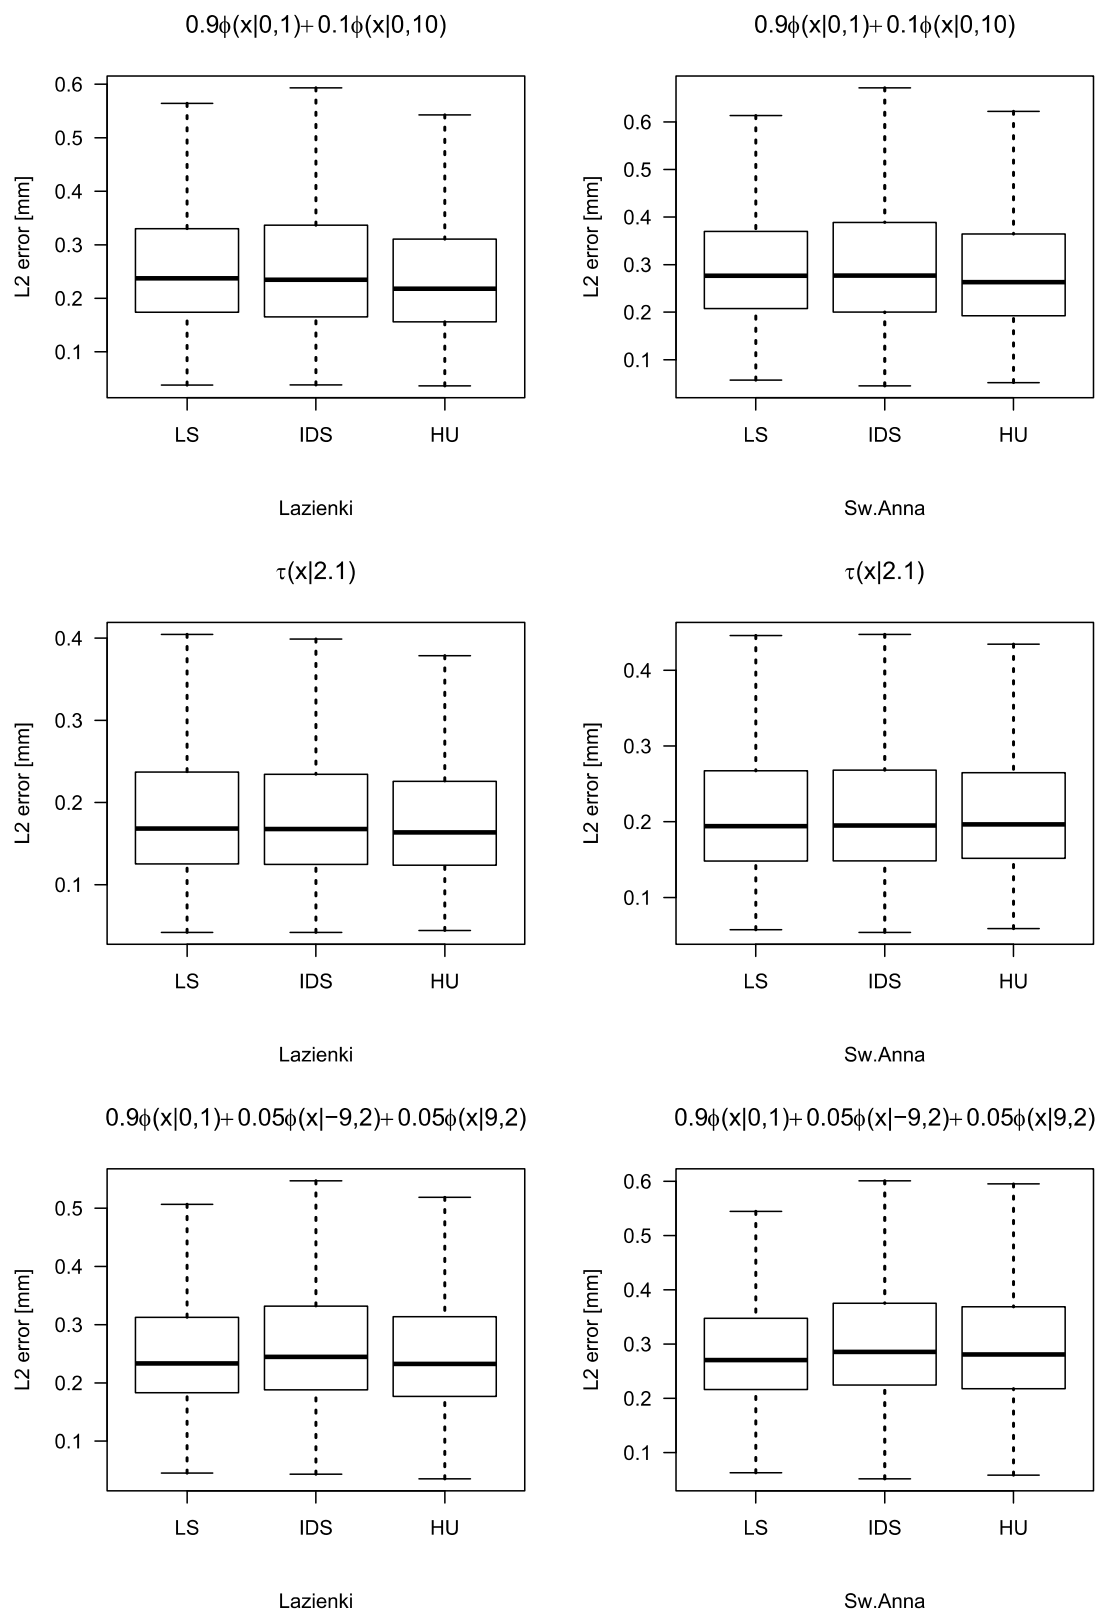 0.9ϕ(x|0,1)+0.1ϕ(x|0,10)
L2 error [mm]
0.6
0.5
0.4
0.3
0.2
0.1
LS IDS HU
Lazienki
0.9ϕ(x|0,1)+0.1ϕ(x|0,10)
L2 error [mm]
0.6
0.5
0.4
0.3
0.2
0.1
LS IDS HU
Sw.Anna
τ(x|2.1)
L2 error [mm]
0.4
0.3
0.2
0.1
LS IDS HU
Lazienki
τ(x|2.1)
L2 error [mm]
0.4
0.3
0.2
0.1
LS IDS HU
Sw.Anna
0.9ϕ(x|0,1)+0.05ϕ(x|−9,2)+0.05ϕ(x|9,2)
L2 error [mm]
0.5
0.4
0.3
0.2
0.1
LS IDS HU
Lazienki
0.9ϕ(x|0,1)+0.05ϕ(x|−9,2)+0.05ϕ(x|9,2)
L2 error [mm]
0.6
0.5
0.4
0.3
0.2
0.1
LS IDS HU
Sw.Anna